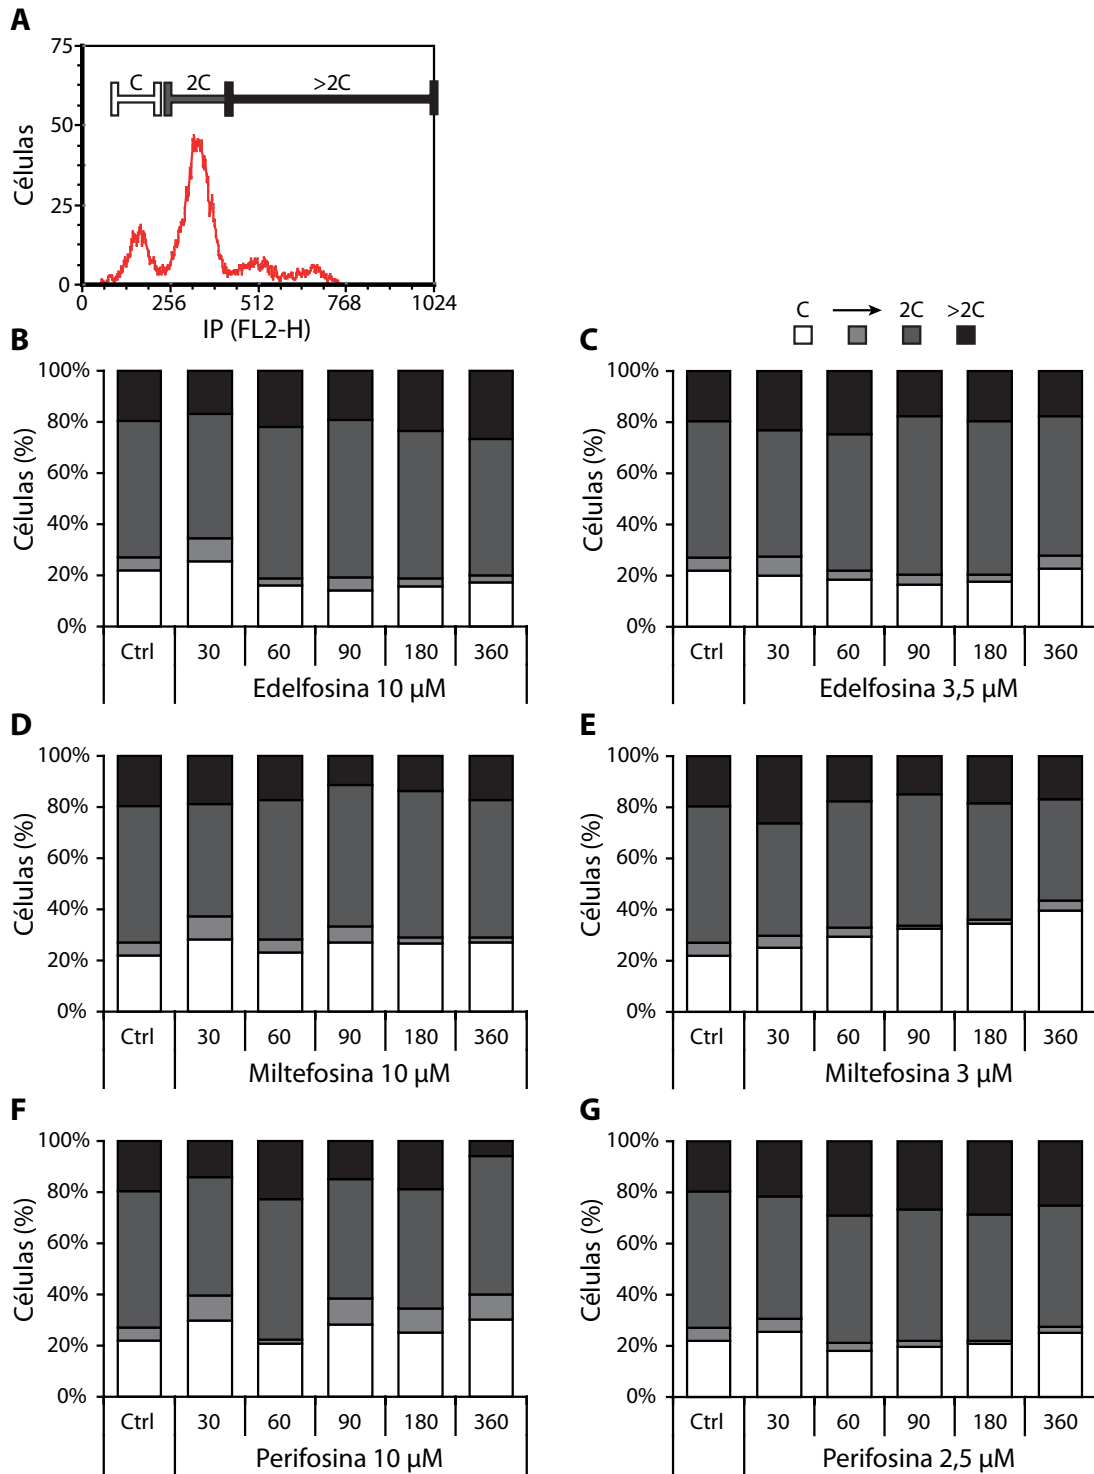 A
75
50
25
0
Células
C 2C >2C
0 256 512 768 1024
IP (FL2-H)
C 2C >2C
B
100%
80%
60%
40%
20%
0%
Células (%)
Ctrl 30 60 90 180 360
Edelfosina 10 µM
C
100%
80%
60%
40%
20%
0%
Células (%)
Ctrl 30 60 90 180 360
Edelfosina 3,5 µM
D
100%
80%
60%
40%
20%
0%
Células (%)
Ctrl 30 60 90 180 360
Miltefosina 10 µM
E
100%
80%
60%
40%
20%
0%
Células (%)
Ctrl 30 60 90 180 360
Miltefosina 3 µM
F
100%
80%
60%
40%
20%
0%
Células (%)
Ctrl 30 60 90 180 360
Perifosina 10 µM
G
100%
80%
60%
40%
20%
0%
Células (%)
Ctrl 30 60 90 180 360
Perifosina 2,5 µM